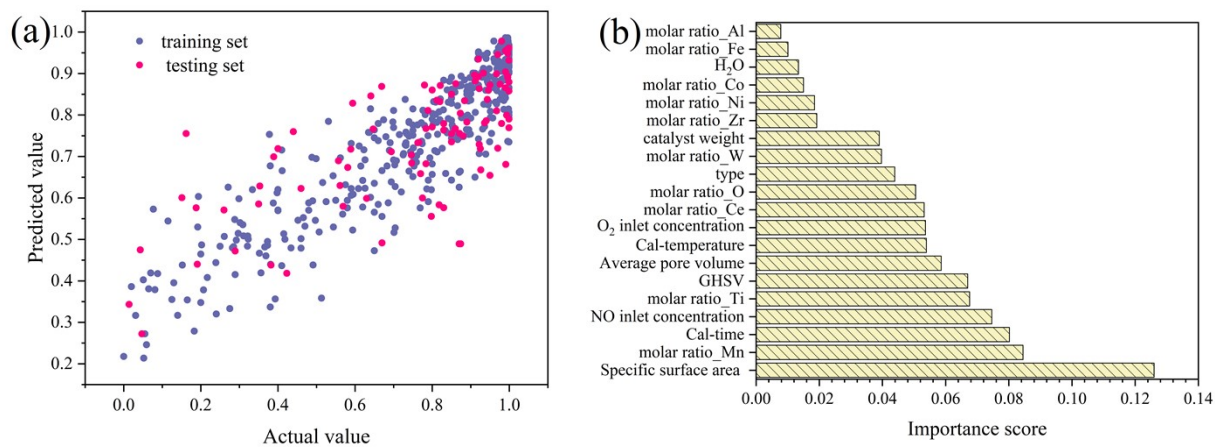 (a)
training set
testing set
1.0
0.9
0.8
0.7
0.6
0.5
0.4
0.3
0.2
Predicted value
0.0 0.2 0.4 0.6 0.8 1.0
Actual value
(b)
molar ratio_Al
molar ratio_Fe
H₂O
molar ratio_Co
molar ratio_Ni
molar ratio_Zr
catalyst weight
molar ratio_W
type
molar ratio_O
molar ratio_Ce
O₂ inlet concentration
Cal-temperature
Average pore volume
GHSV
molar ratio_Ti
NO inlet concentration
Cal-time
molar ratio_Mn
Specific surface area
0.00 0.02 0.04 0.06 0.08 0.10 0.12 0.14
Importance score